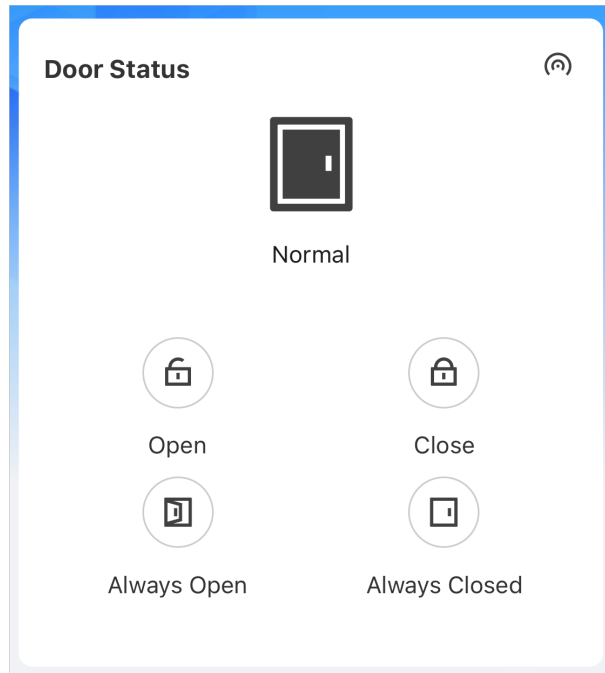 Door Status
Normal
Open
Close
Always Open
Always Closed